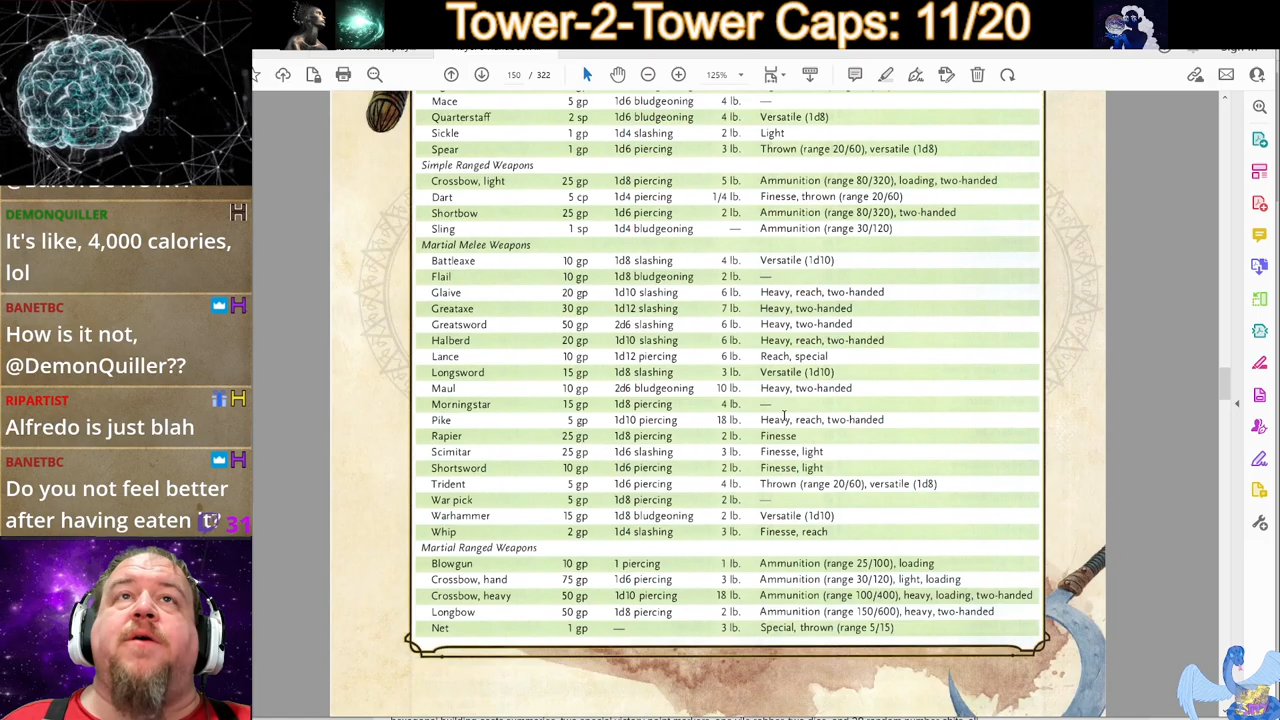 Tower-2-Tower Caps: 11/20
150 / 322
125%
DEMONQUILLER
It's like, 4,000 calories,
lol
BANETBC
How is it not,
@DemonQuiller??
RIPARTIST
Alfredo is just blah
BANETBC
Do you not feel better
after having eaten it?
31
Mace 5 gp 1d6 bludgeoning 4 lb. —
Quarterstaff 2 sp 1d6 bludgeoning 4 lb. Versatile (1d8)
Sickle 1 gp 1d4 slashing 2 lb. Light
Spear 1 gp 1d6 piercing 3 lb. Thrown (range 20/60), versatile (1d8)
Simple Ranged Weapons
Crossbow, light 25 gp 1d8 piercing 5 lb. Ammunition (range 80/320), loading, two-handed
Dart 5 cp 1d4 piercing 1/4 lb. Finesse, thrown (range 20/60)
Shortbow 25 gp 1d6 piercing 2 lb. Ammunition (range 80/320), two-handed
Sling 1 sp 1d4 bludgeoning — Ammunition (range 30/120)
Martial Melee Weapons
Battleaxe 10 gp 1d8 slashing 4 lb. Versatile (1d10)
Flail 10 gp 1d8 bludgeoning 2 lb. —
Glaive 20 gp 1d10 slashing 6 lb. Heavy, reach, two-handed
Greataxe 30 gp 1d12 slashing 7 lb. Heavy, two-handed
Greatsword 50 gp 2d6 slashing 6 lb. Heavy, two-handed
Halberd 20 gp 1d10 slashing 6 lb. Heavy, reach, two-handed
Lance 10 gp 1d12 piercing 6 lb. Reach, special
Longsword 15 gp 1d8 slashing 3 lb. Versatile (1d10)
Maul 10 gp 2d6 bludgeoning 10 lb. Heavy, two-handed
Morningstar 15 gp 1d8 piercing 4 lb. —
Pike 5 gp 1d10 piercing 18 lb. Heavy, reach, two-handed
Rapier 25 gp 1d8 piercing 2 lb. Finesse
Scimitar 25 gp 1d6 slashing 3 lb. Finesse, light
Shortsword 10 gp 1d6 piercing 2 lb. Finesse, light
Trident 5 gp 1d6 piercing 4 lb. Thrown (range 20/60), versatile (1d8)
War pick 5 gp 1d8 piercing 2 lb. —
Warhammer 15 gp 1d8 bludgeoning 2 lb. Versatile (1d10)
Whip 2 gp 1d4 slashing 3 lb. Finesse, reach
Martial Ranged Weapons
Blowgun 10 gp 1 piercing 1 lb. Ammunition (range 25/100), loading
Crossbow, hand 75 gp 1d6 piercing 3 lb. Ammunition (range 30/120), light, loading
Crossbow, heavy 50 gp 1d10 piercing 18 lb. Ammunition (range 100/400), heavy, loading, two-handed
Longbow 50 gp 1d8 piercing 2 lb. Ammunition (range 150/600), heavy, two-handed
Net 1 gp — 3 lb. Special, thrown (range 5/15)